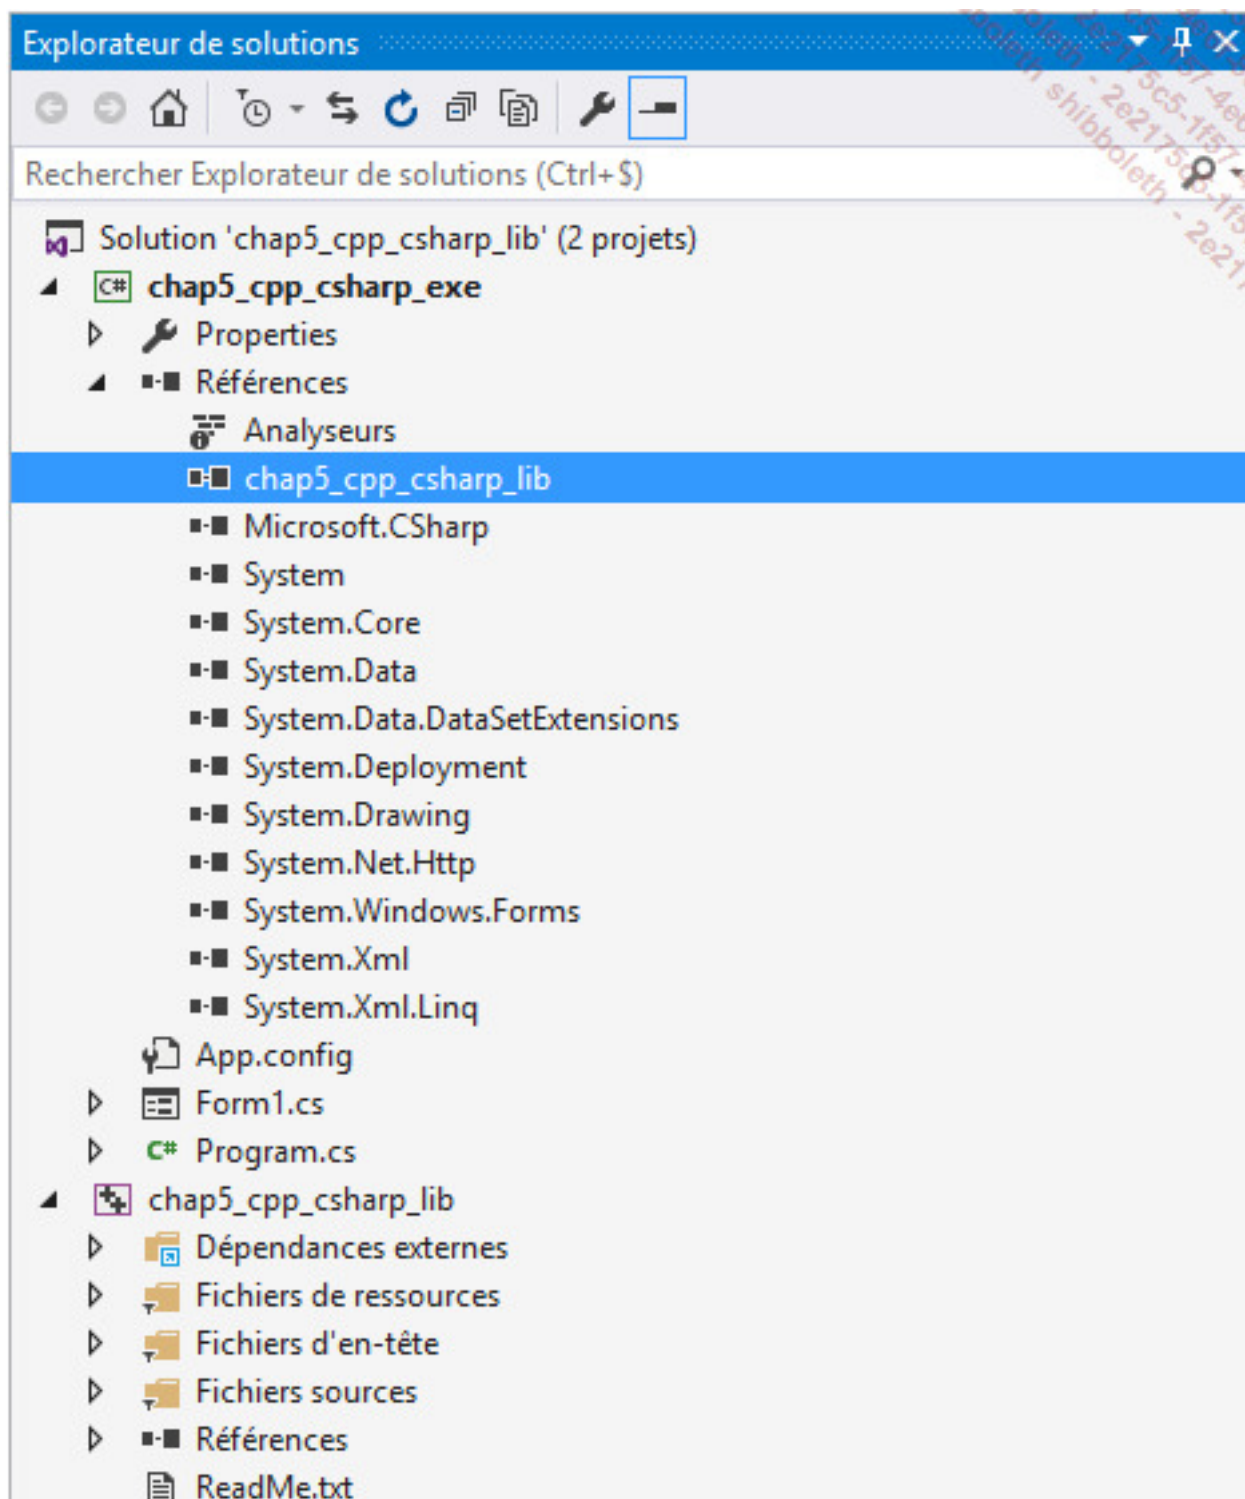 Explorateur de solutions
Rechercher Explorateur de solutions (Ctrl+$)
Solution 'chap5_cpp_csharp_lib' (2 projets)
C# chap5_cpp_csharp_exe
Properties
Références
Analyseurs
chap5_cpp_csharp_lib
Microsoft.CSharp
System
System.Core
System.Data
System.Data.DataSetExtensions
System.Deployment
System.Drawing
System.Net.Http
System.Windows.Forms
System.Xml
System.Xml.Linq
App.config
Form1.cs
C# Program.cs
chap5_cpp_csharp_lib
Dépendances externes
Fichiers de ressources
Fichiers d'en-tête
Fichiers sources
Références
ReadMe.txt